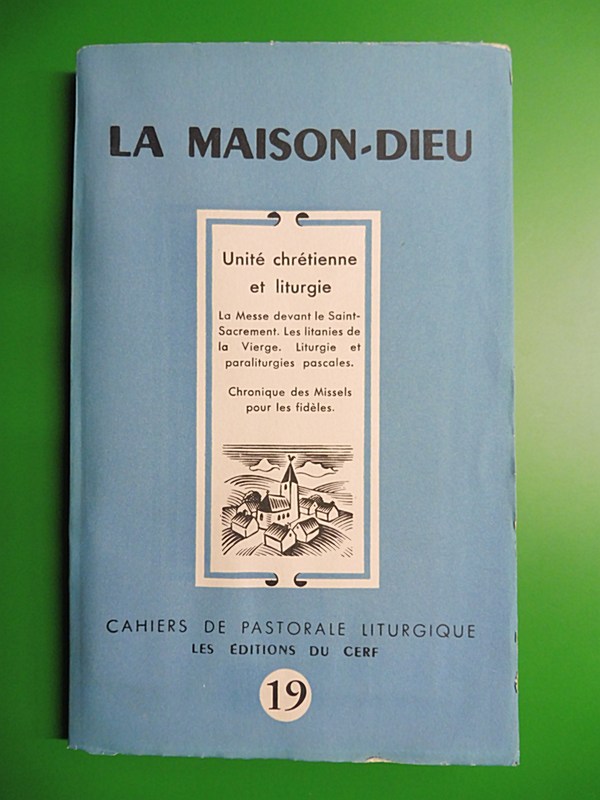 LA MAISON-DIEU
Unité chrétienne
et liturgie
La Messe devant le Saint-
Sacrement. Les litanies de
la Vierge. Liturgie et
paraliturgies pascales.
Chronique des Missels
pour les fidèles.
CAHIERS DE PASTORALE LITURGIQUE
LES ÉDITIONS DU CERF
19